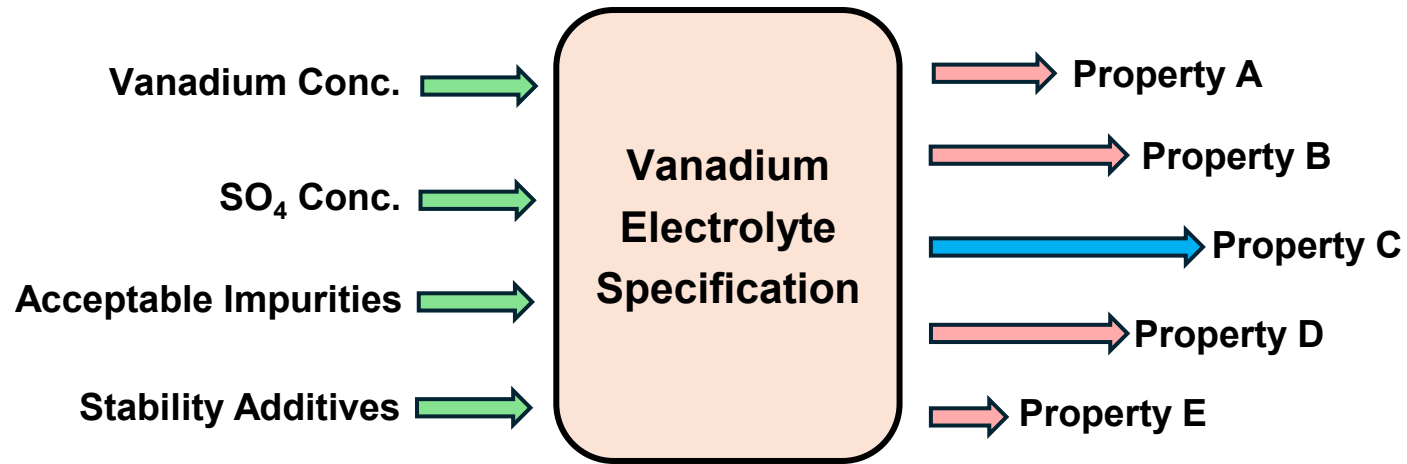 Vanadium Conc.
SO₄ Conc.
Acceptable Impurities
Stability Additives
Vanadium
Electrolyte
Specification
Property A
Property B
Property C
Property D
Property E